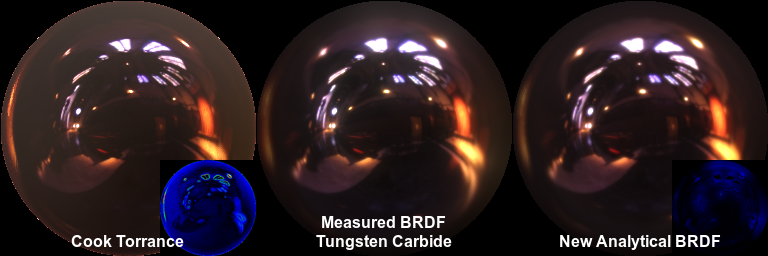 Cook Torrance
Measured BRDF
Tungsten Carbide
New Analytical BRDF